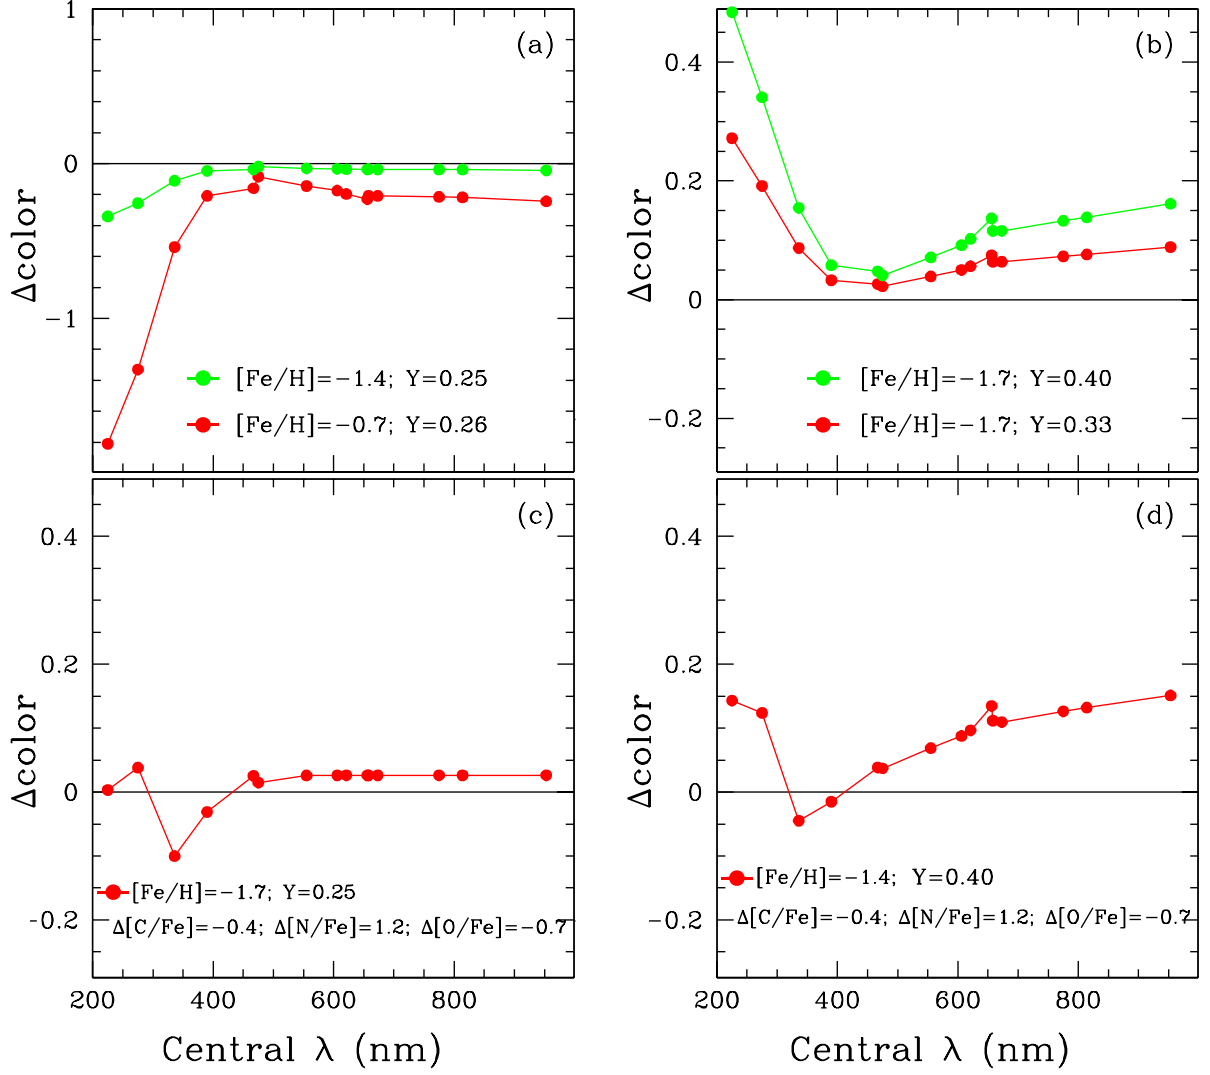 (a)
1
0
−1
Δcolor
[Fe/H]=−1.4; Y=0.25
[Fe/H]=−0.7; Y=0.26
(b)
0.4
0.2
0
−0.2
Δcolor
[Fe/H]=−1.7; Y=0.40
[Fe/H]=−1.7; Y=0.33
(c)
0.4
0.2
0
-0.2
Δcolor
[Fe/H]=−1.7; Y=0.25
Δ[C/Fe]=−0.4; Δ[N/Fe]=1.2; Δ[O/Fe]=−0.7
200 400 600 800
Central λ (nm)
(d)
0.4
0.2
0
−0.2
Δcolor
[Fe/H]=−1.4; Y=0.40
Δ[C/Fe]=−0.4; Δ[N/Fe]=1.2; Δ[O/Fe]=−0.7
200 400 600 800
Central λ (nm)